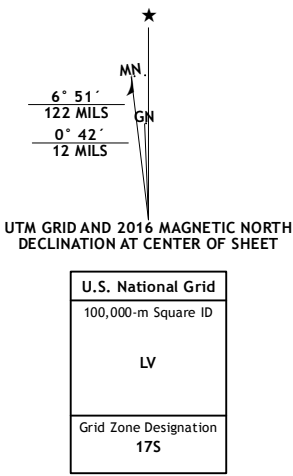 ★
MN
6° 51´
122 MILS
GN
0° 42´
12 MILS
UTM GRID AND 2016 MAGNETIC NORTH
DECLINATION AT CENTER OF SHEET
U.S. National Grid
100,000-m Square ID
LV
Grid Zone Designation
17S